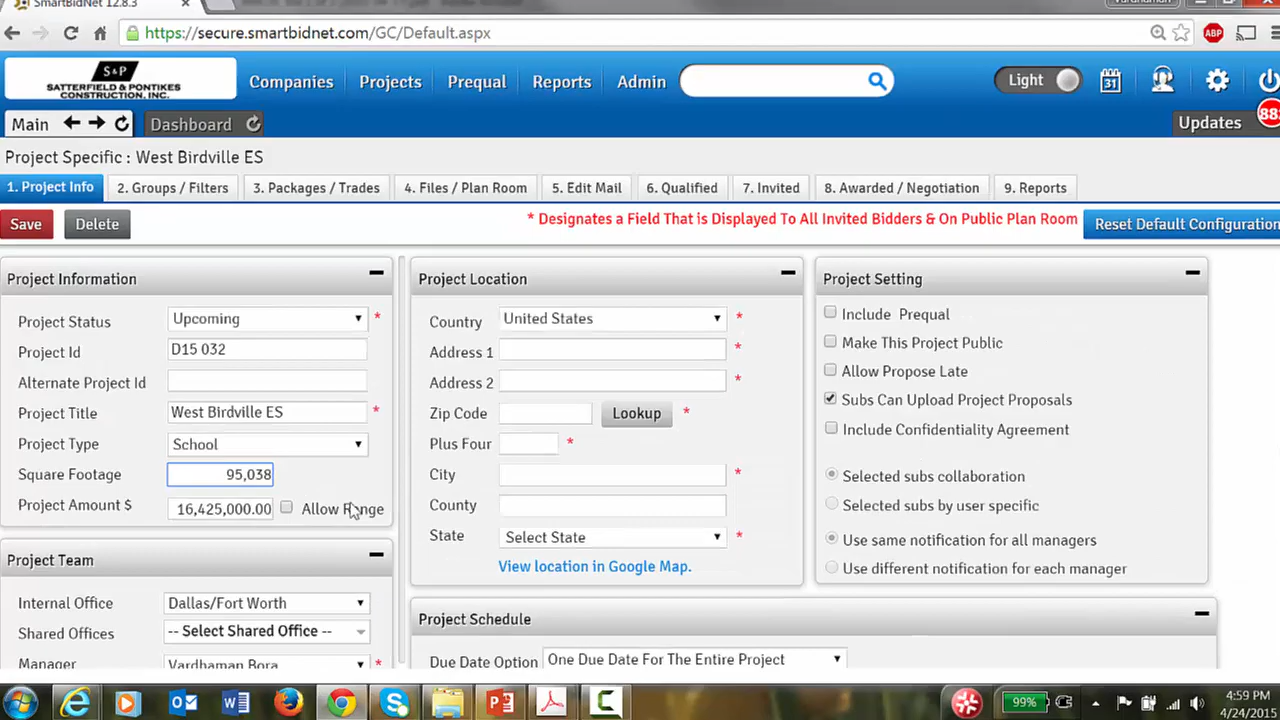 SmartBidNet 12.8.3
Vardhaman
https://secure.smartbidnet.com/GC/Default.aspx
ABP
S&P
SATTERFIELD & PONTIKES
CONSTRUCTION, INC.
Companies
Projects
Prequal
Reports
Admin
Light
31
Main
Dashboard
Updates
88
Project Specific : West Birdville ES
1. Project Info
2. Groups / Filters
3. Packages / Trades
4. Files / Plan Room
5. Edit Mail
6. Qualified
7. Invited
8. Awarded / Negotiation
9. Reports
Save
Delete
* Designates a Field That is Displayed To All Invited Bidders & On Public Plan Room
Reset Default Configuration
Project Information
Project Status Upcoming *
Project Id D15 032
Alternate Project Id
Project Title West Birdville ES *
Project Type School
Square Footage 95,038
Project Amount $ 16,425,000.00 Allow Range
Project Team
Internal Office Dallas/Fort Worth
Shared Offices -- Select Shared Office --
Manager Vardhaman Bora *
Project Location
Country United States *
Address 1 *
Address 2 *
Zip Code Lookup *
Plus Four *
City *
County
State Select State *
View location in Google Map.
Project Setting
Include Prequal
Make This Project Public
Allow Propose Late
Subs Can Upload Project Proposals
Include Confidentiality Agreement
Selected subs collaboration
Selected subs by user specific
Use same notification for all managers
Use different notification for each manager
Project Schedule
Due Date Option One Due Date For The Entire Project
99%
4:59 PM
4/24/2015